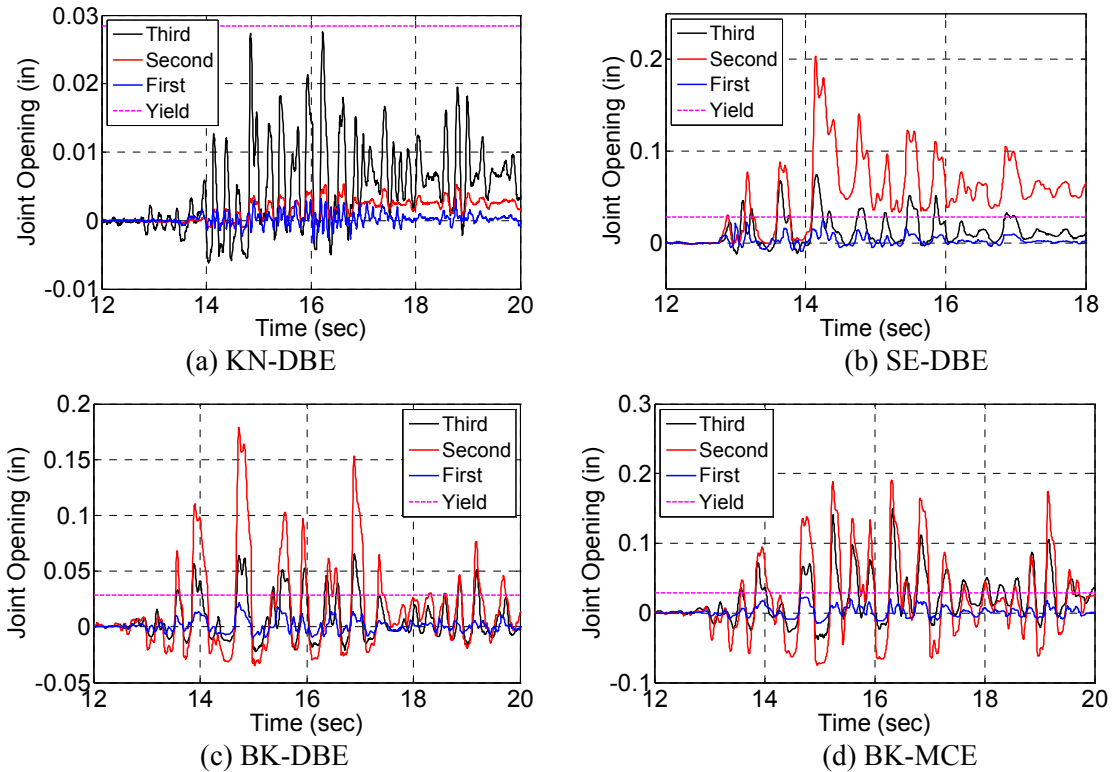 0.03
0.02
0.01
0
-0.01
Joint Opening (in)
Third
Second
First
Yield
12
14
16
18
20
Time (sec)
(a) KN-DBE
0.2
0.1
0
Joint Opening (in)
Third
Second
First
Yield
12
14
16
18
Time (sec)
(b) SE-DBE
0.2
0.15
0.1
0.05
0
-0.05
Joint Opening (in)
Third
Second
First
Yield
12
14
16
18
20
Time (sec)
(c) BK-DBE
0.3
0.2
0.1
0
-0.1
Joint Opening (in)
Third
Second
First
Yield
12
14
16
18
20
Time (sec)
(d) BK-MCE